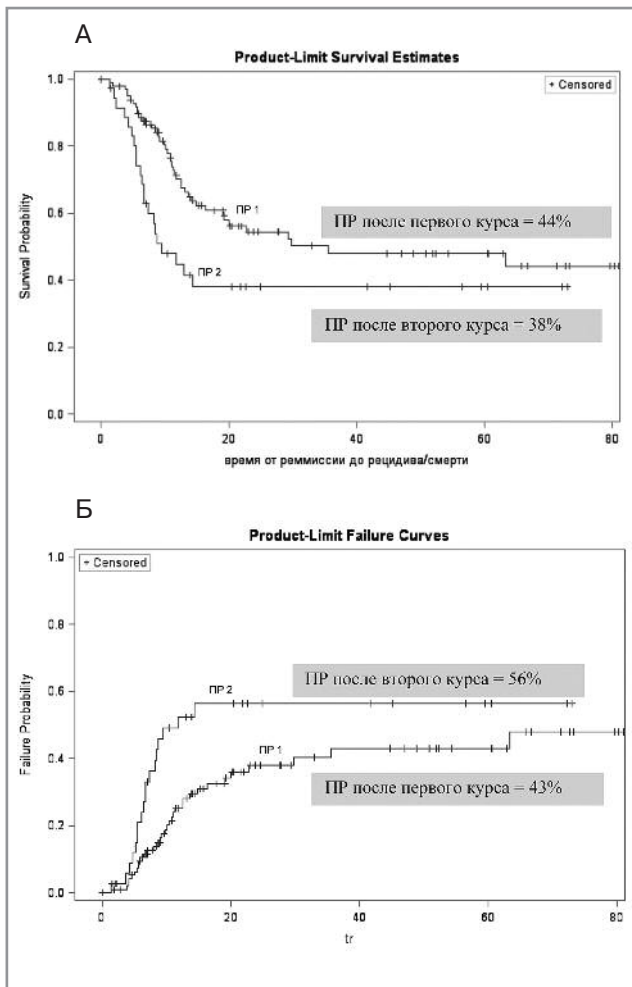 А
Product-Limit Survival Estimates
1.0
+ Censored
0.8
ПР 1
0.6
ПР после первого курса = 44%
Survival Probability
0.4
ПР 2
ПР после второго курса = 38%
0.2
0.0
0 20 40 60 80
время от реммиссии до рецидива/смерти
Б
Product-Limit Failure Curves
1.0
+ Censored
0.8
ПР после второго курса = 56%
0.6
ПР 2
Failure Probability
0.4
ПР 1
ПР после первого курса = 43%
0.2
0.0
0 20 40 60 80
tr